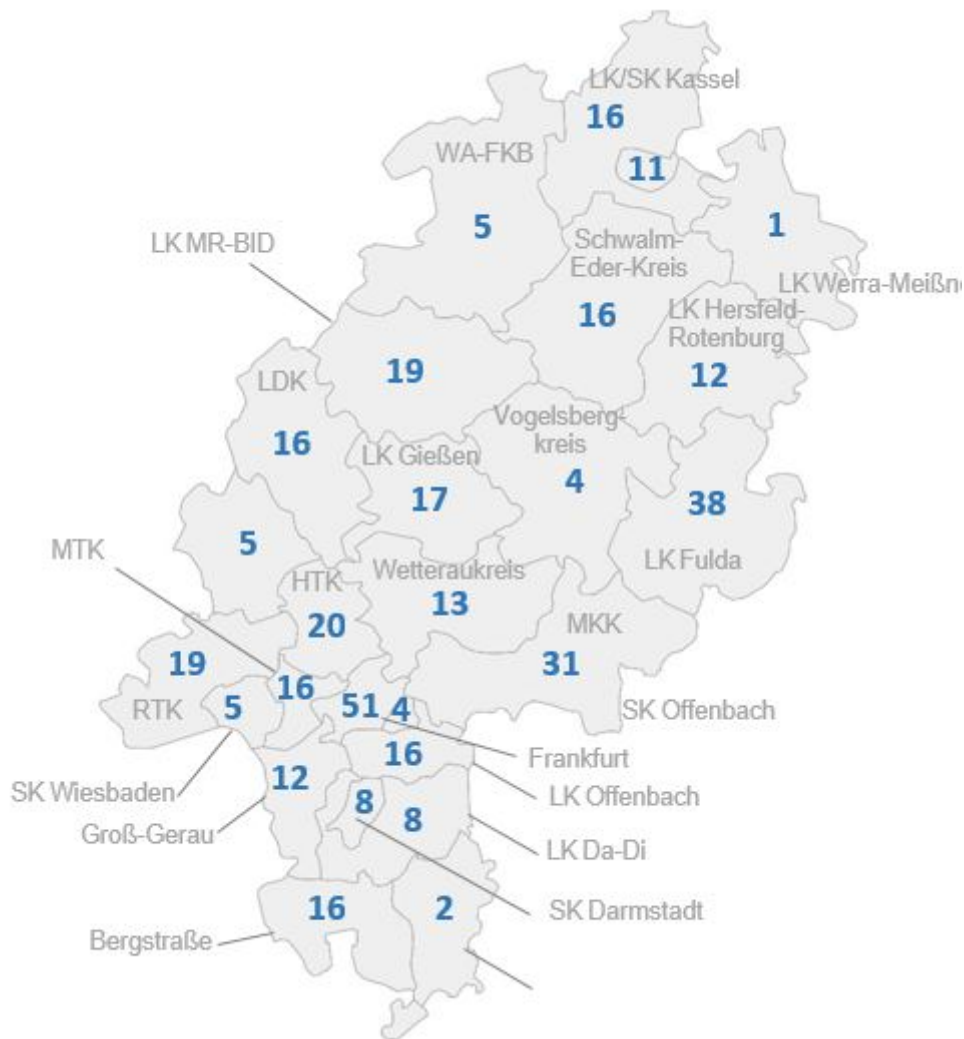 LK/SK Kassel
16
WA-FKB
11
5
1
LK MR-BID
Schwalm-
Eder-Kreis
LK Werra-Meißne
16
LK Hersfeld-
Rotenburg
19
12
LDK
Vogelsberg-
kreis
16
LK Gießen
4
17
38
5
MTK
LK Fulda
HTK
Wetteraukreis
20
13
MKK
19
31
16
RTK
5
51
4
SK Offenbach
Frankfurt
16
SK Wiesbaden
12
LK Offenbach
Groß-Gerau
8
8
LK Da-Di
16
2
SK Darmstadt
Bergstraße